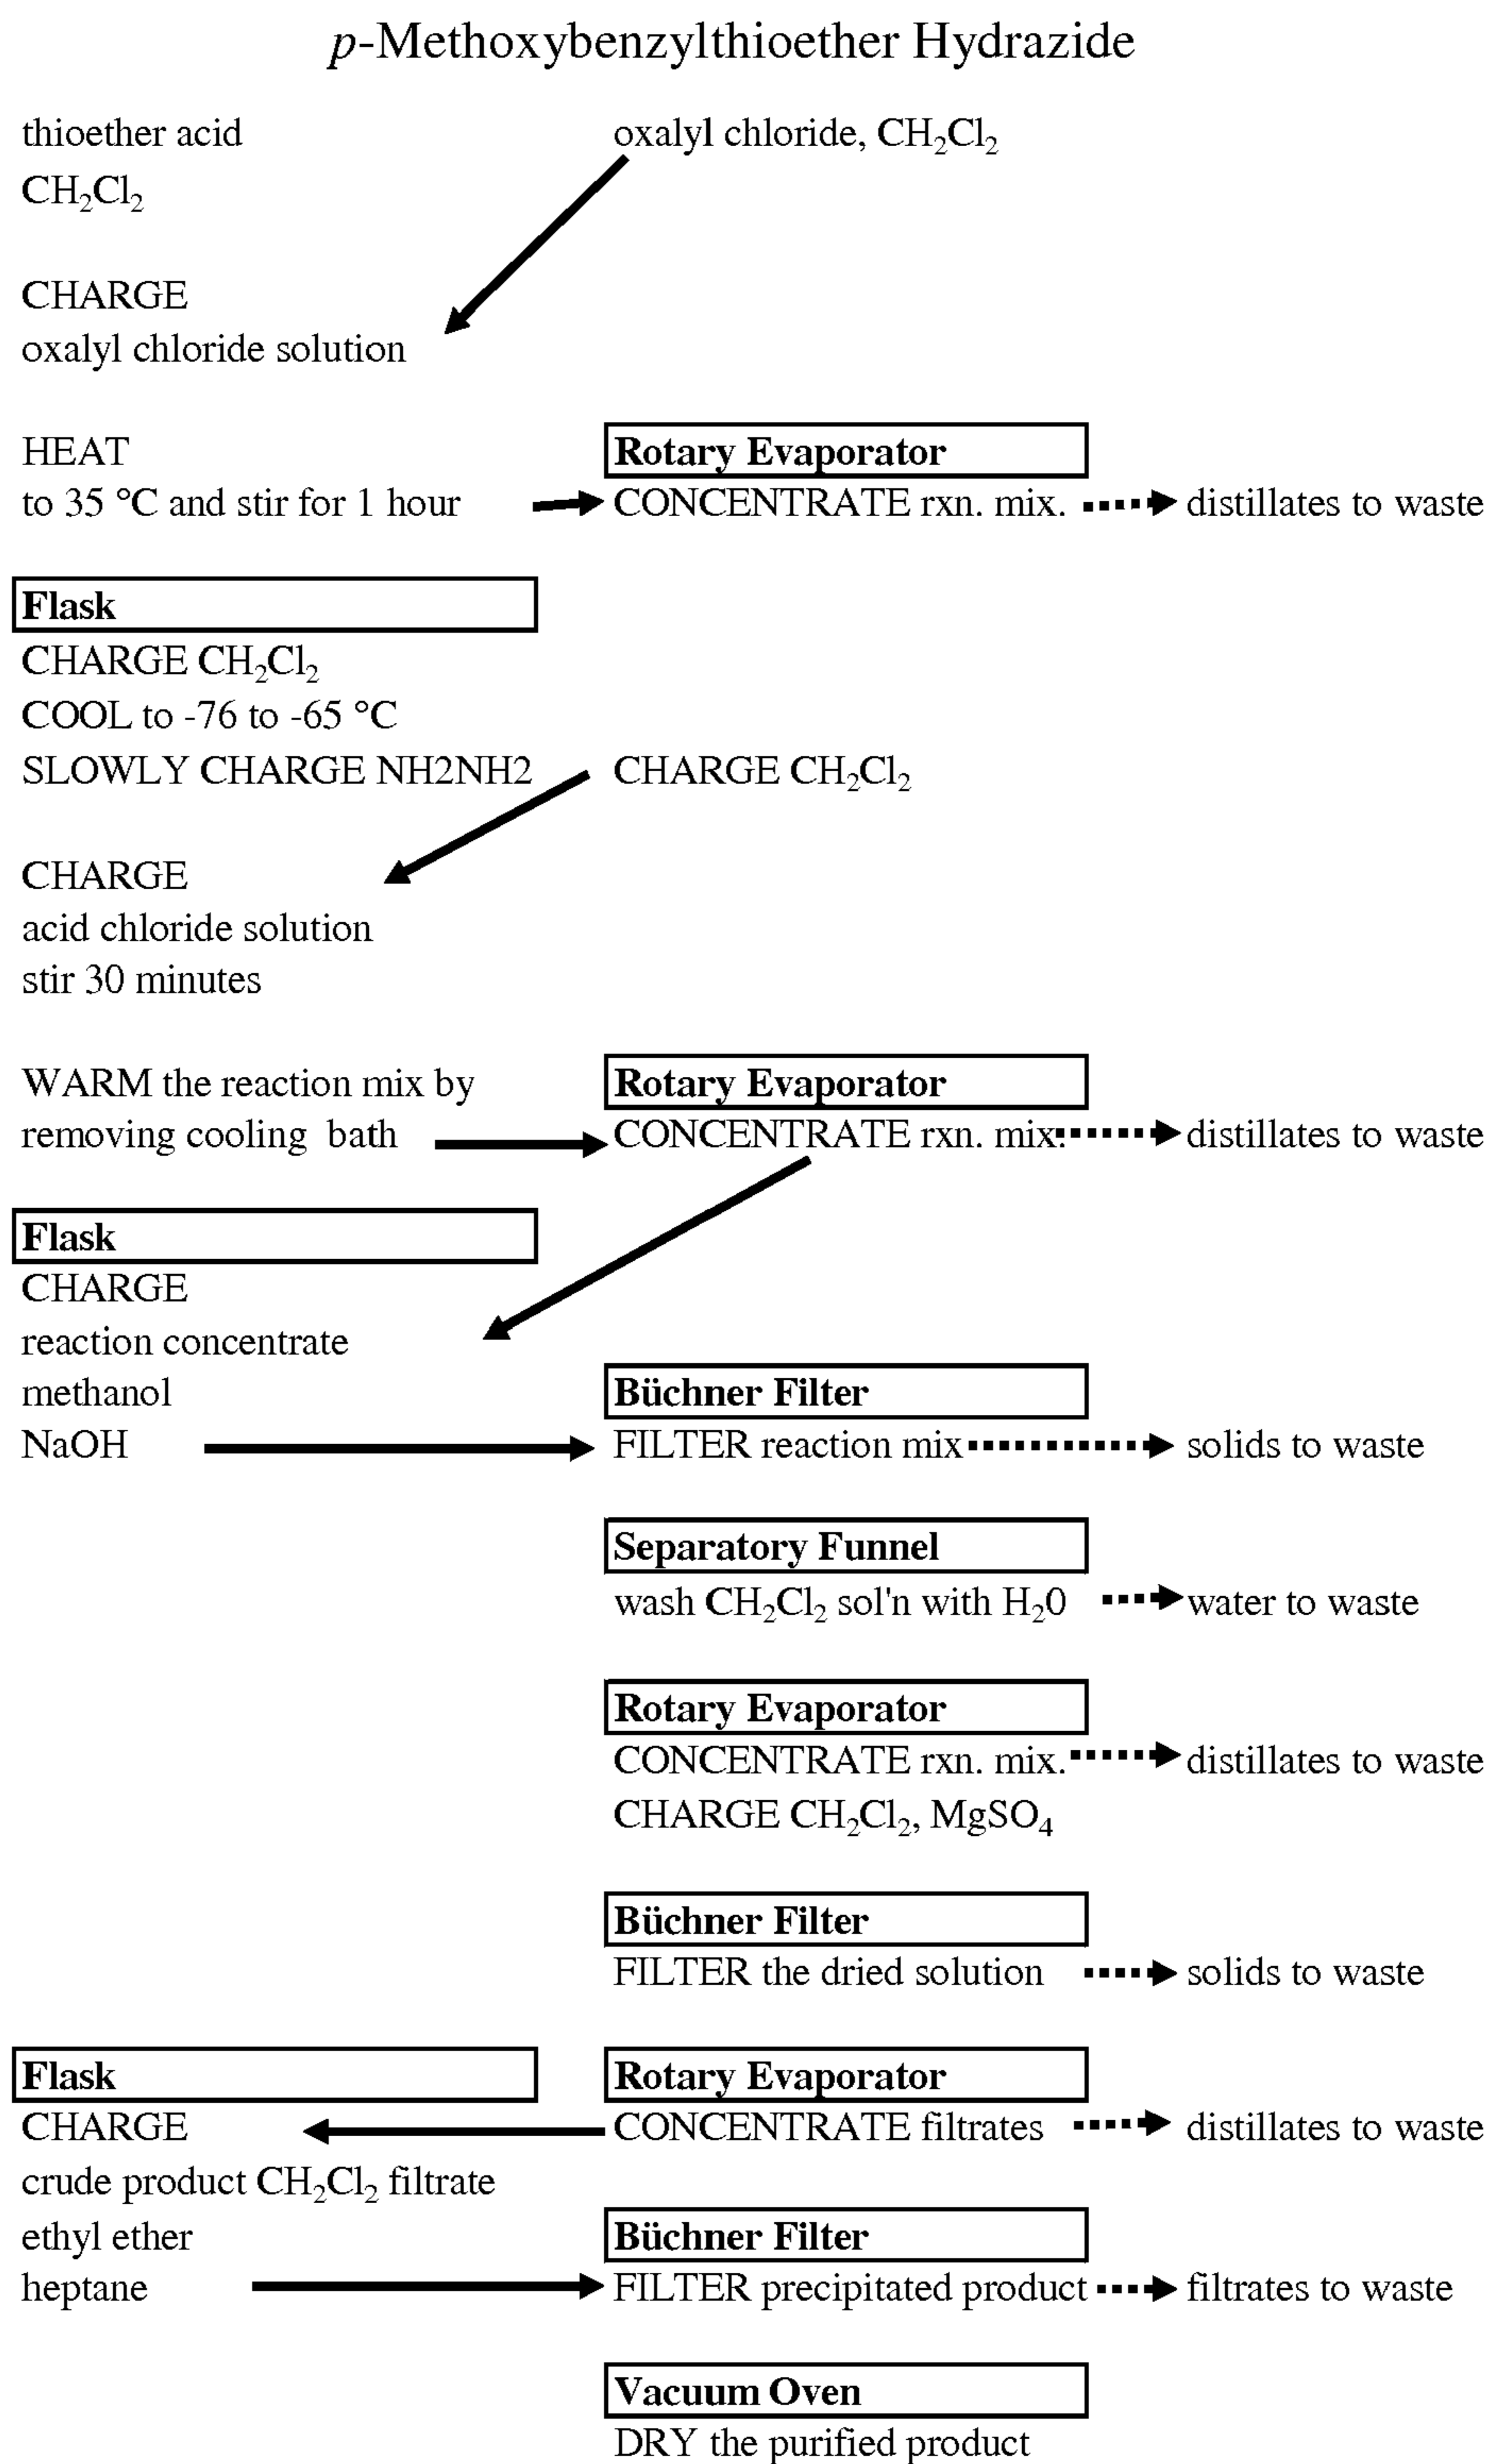 p-Methoxybenzylthioether Hydrazide
thioether acid
oxalyl chloride, CH₂Cl₂
CH₂Cl₂
CHARGE
oxalyl chloride solution
HEAT
to 35 °C and stir for 1 hour
Rotary Evaporator
CONCENTRATE rxn. mix.
distillates to waste
Flask
CHARGE CH₂Cl₂
COOL to -76 to -65 °C
SLOWLY CHARGE NH2NH2
CHARGE CH₂Cl₂
CHARGE
acid chloride solution
stir 30 minutes
WARM the reaction mix by
removing cooling bath
Rotary Evaporator
CONCENTRATE rxn. mix.
distillates to waste
Flask
CHARGE
reaction concentrate
methanol
NaOH
Büchner Filter
FILTER reaction mix
solids to waste
Separatory Funnel
wash CH₂Cl₂ sol'n with H₂0
water to waste
Rotary Evaporator
CONCENTRATE rxn. mix.
distillates to waste
CHARGE CH₂Cl₂, MgSO₄
Büchner Filter
FILTER the dried solution
solids to waste
Flask
CHARGE
Rotary Evaporator
CONCENTRATE filtrates
distillates to waste
crude product CH₂Cl₂ filtrate
ethyl ether
heptane
Büchner Filter
FILTER precipitated product
filtrates to waste
Vacuum Oven
DRY the purified product